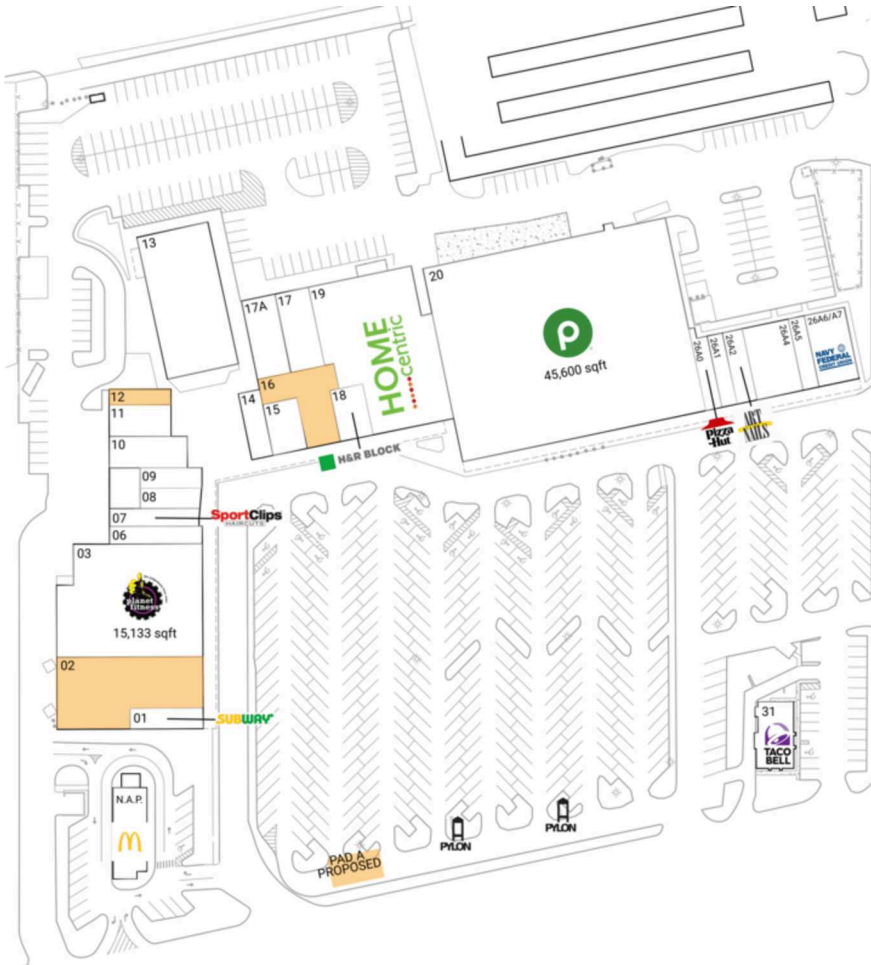 13
20
17A
17
19
HOME
centric
p
45,600 sqft
26A0
26A1
26A2
26A4
26A5
26A6/A7
NAVY
FEDERAL
CREDIT UNION
16
14
15
18
H&R BLOCK
Pizza
Hut
ART
NAILS
12
11
10
09
08
07
SportClips
HAIRCUTS
06
03
planet
fitness
15,133 sqft
02
01
SUBWAY
31
TACO
BELL
N.A.P.
M
PYLON
PYLON
PAD A
PROPOSED